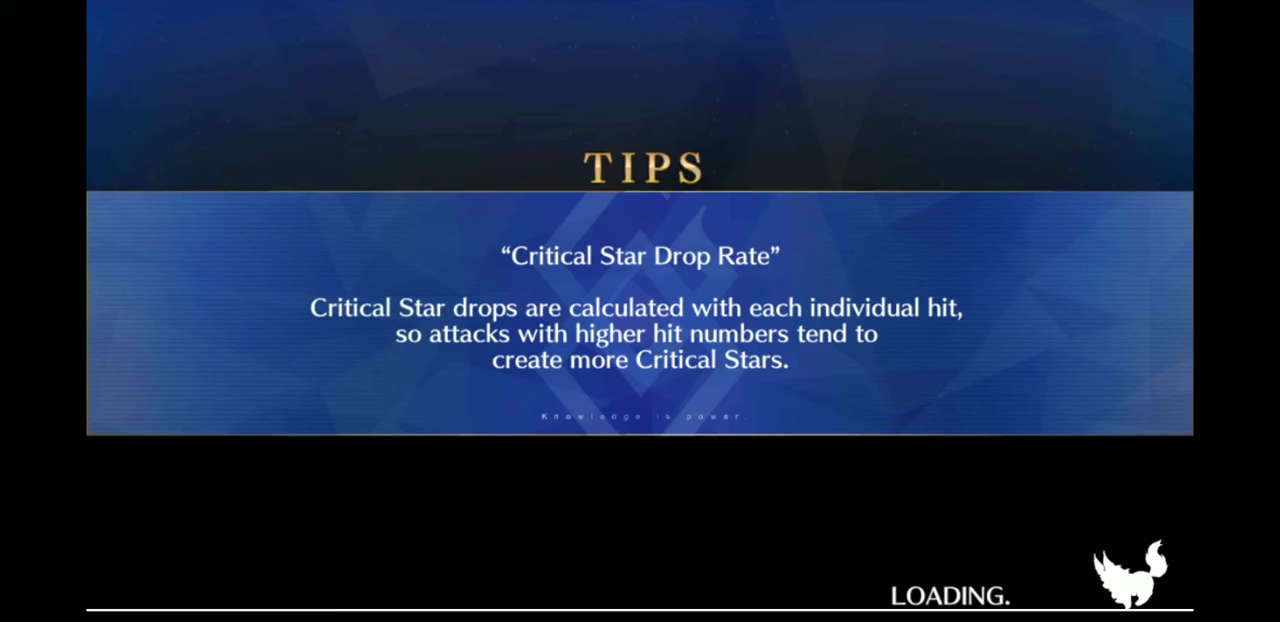 TIPS
“Critical Star Drop Rate”
Critical Star drops are calculated with each individual hit,
so attacks with higher hit numbers tend to
create more Critical Stars.
Knowledge is power.
LOADING.